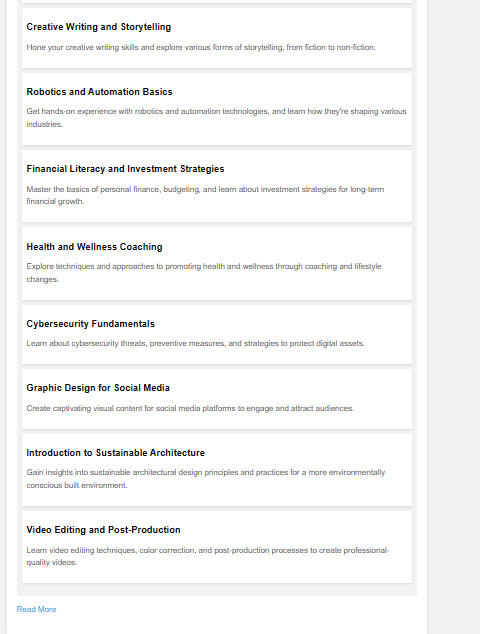 Creative Writing and Storytelling
Hone your creative writing skills and explore various forms of storytelling, from fiction to non-fiction.
Robotics and Automation Basics
Get hands-on experience with robotics and automation technologies, and learn how they're shaping various
industries.
Financial Literacy and Investment Strategies
Master the basics of personal finance, budgeting, and learn about investment strategies for long-term
financial growth.
Health and Wellness Coaching
Explore techniques and approaches to promoting health and wellness through coaching and lifestyle
changes.
Cybersecurity Fundamentals
Learn about cybersecurity threats, preventive measures, and strategies to protect digital assets.
Graphic Design for Social Media
Create captivating visual content for social media platforms to engage and attract audiences.
Introduction to Sustainable Architecture
Gain insights into sustainable architectural design principles and practices for a more environmentally
conscious built environment.
Video Editing and Post-Production
Learn video editing techniques, color correction, and post-production processes to create professional-
quality videos.
Read More